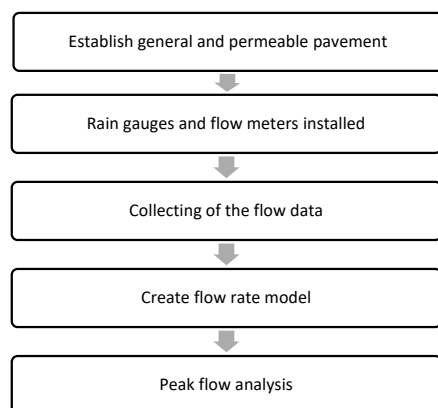 Establish general and permeable pavement
Rain gauges and flow meters installed
Collecting of the flow data
Create flow rate model
Peak flow analysis